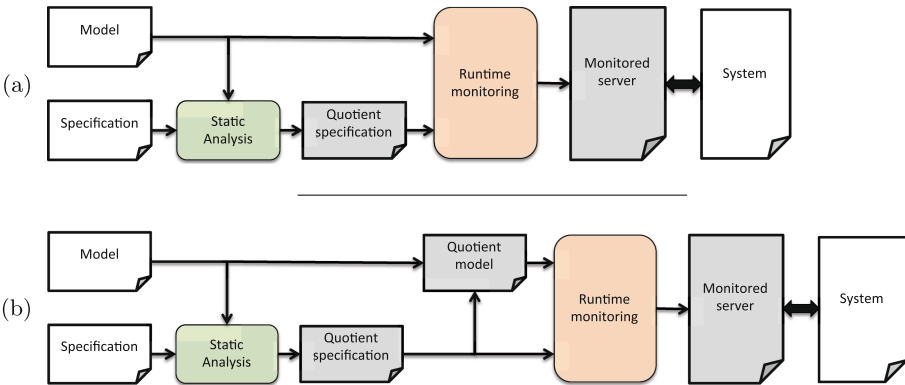 (a)
Model
Specification
Static
Analysis
Quotient
specification
Runtime
monitoring
Monitored
server
System
(b)
Model
Specification
Static
Analysis
Quotient
specification
Quotient
model
Runtime
monitoring
Monitored
server
System